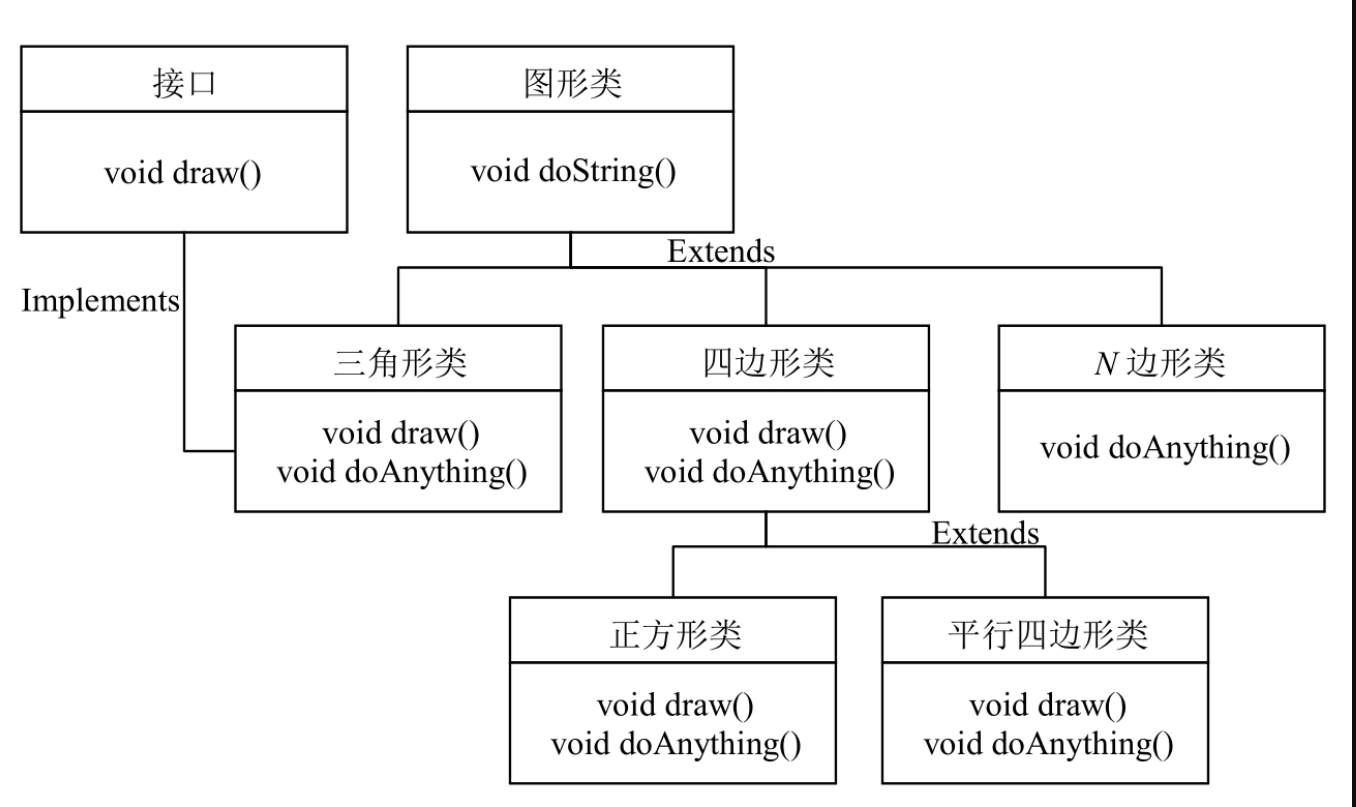 接口
void draw()
图形类
void doString()
Extends
Implements
三角形类
void draw()
void doAnything()
四边形类
void draw()
void doAnything()
N 边形类
void doAnything()
Extends
正方形类
void draw()
void doAnything()
平行四边形类
void draw()
void doAnything()